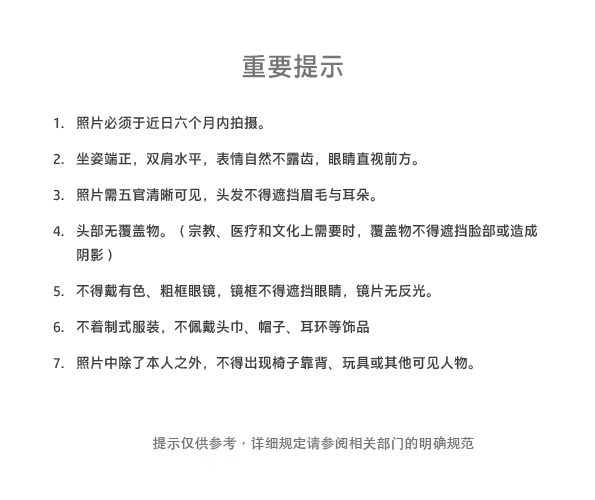 重要提示
1. 照片必须于近日六个月内拍摄。
2. 坐姿端正，双肩水平，表情自然不露齿，眼睛直视前方。
3. 照片需五官清晰可见，头发不得遮挡眉毛与耳朵。
4. 头部无覆盖物。（宗教、医疗和文化上需要时，覆盖物不得遮挡脸部或造成
阴影）
5. 不得戴有色、粗框眼镜，镜框不得遮挡眼睛，镜片无反光。
6. 不着制式服装，不佩戴头巾、帽子、耳环等饰品
7. 照片中除了本人之外，不得出现椅子靠背、玩具或其他可见人物。
提示仅供参考，详细规定请参阅相关部门的明确规范